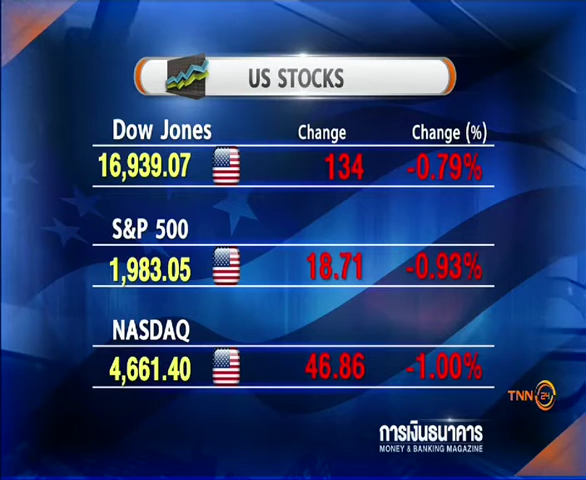 US STOCKS
Dow Jones Change Change (%)
16,939.07 134 -0.79%
S&P 500
1,983.05 18.71 -0.93%
NASDAQ
4,661.40 46.86 -1.00%
TNN 24
การเงินธนาคาร
MONEY & BANKING MAGAZINE